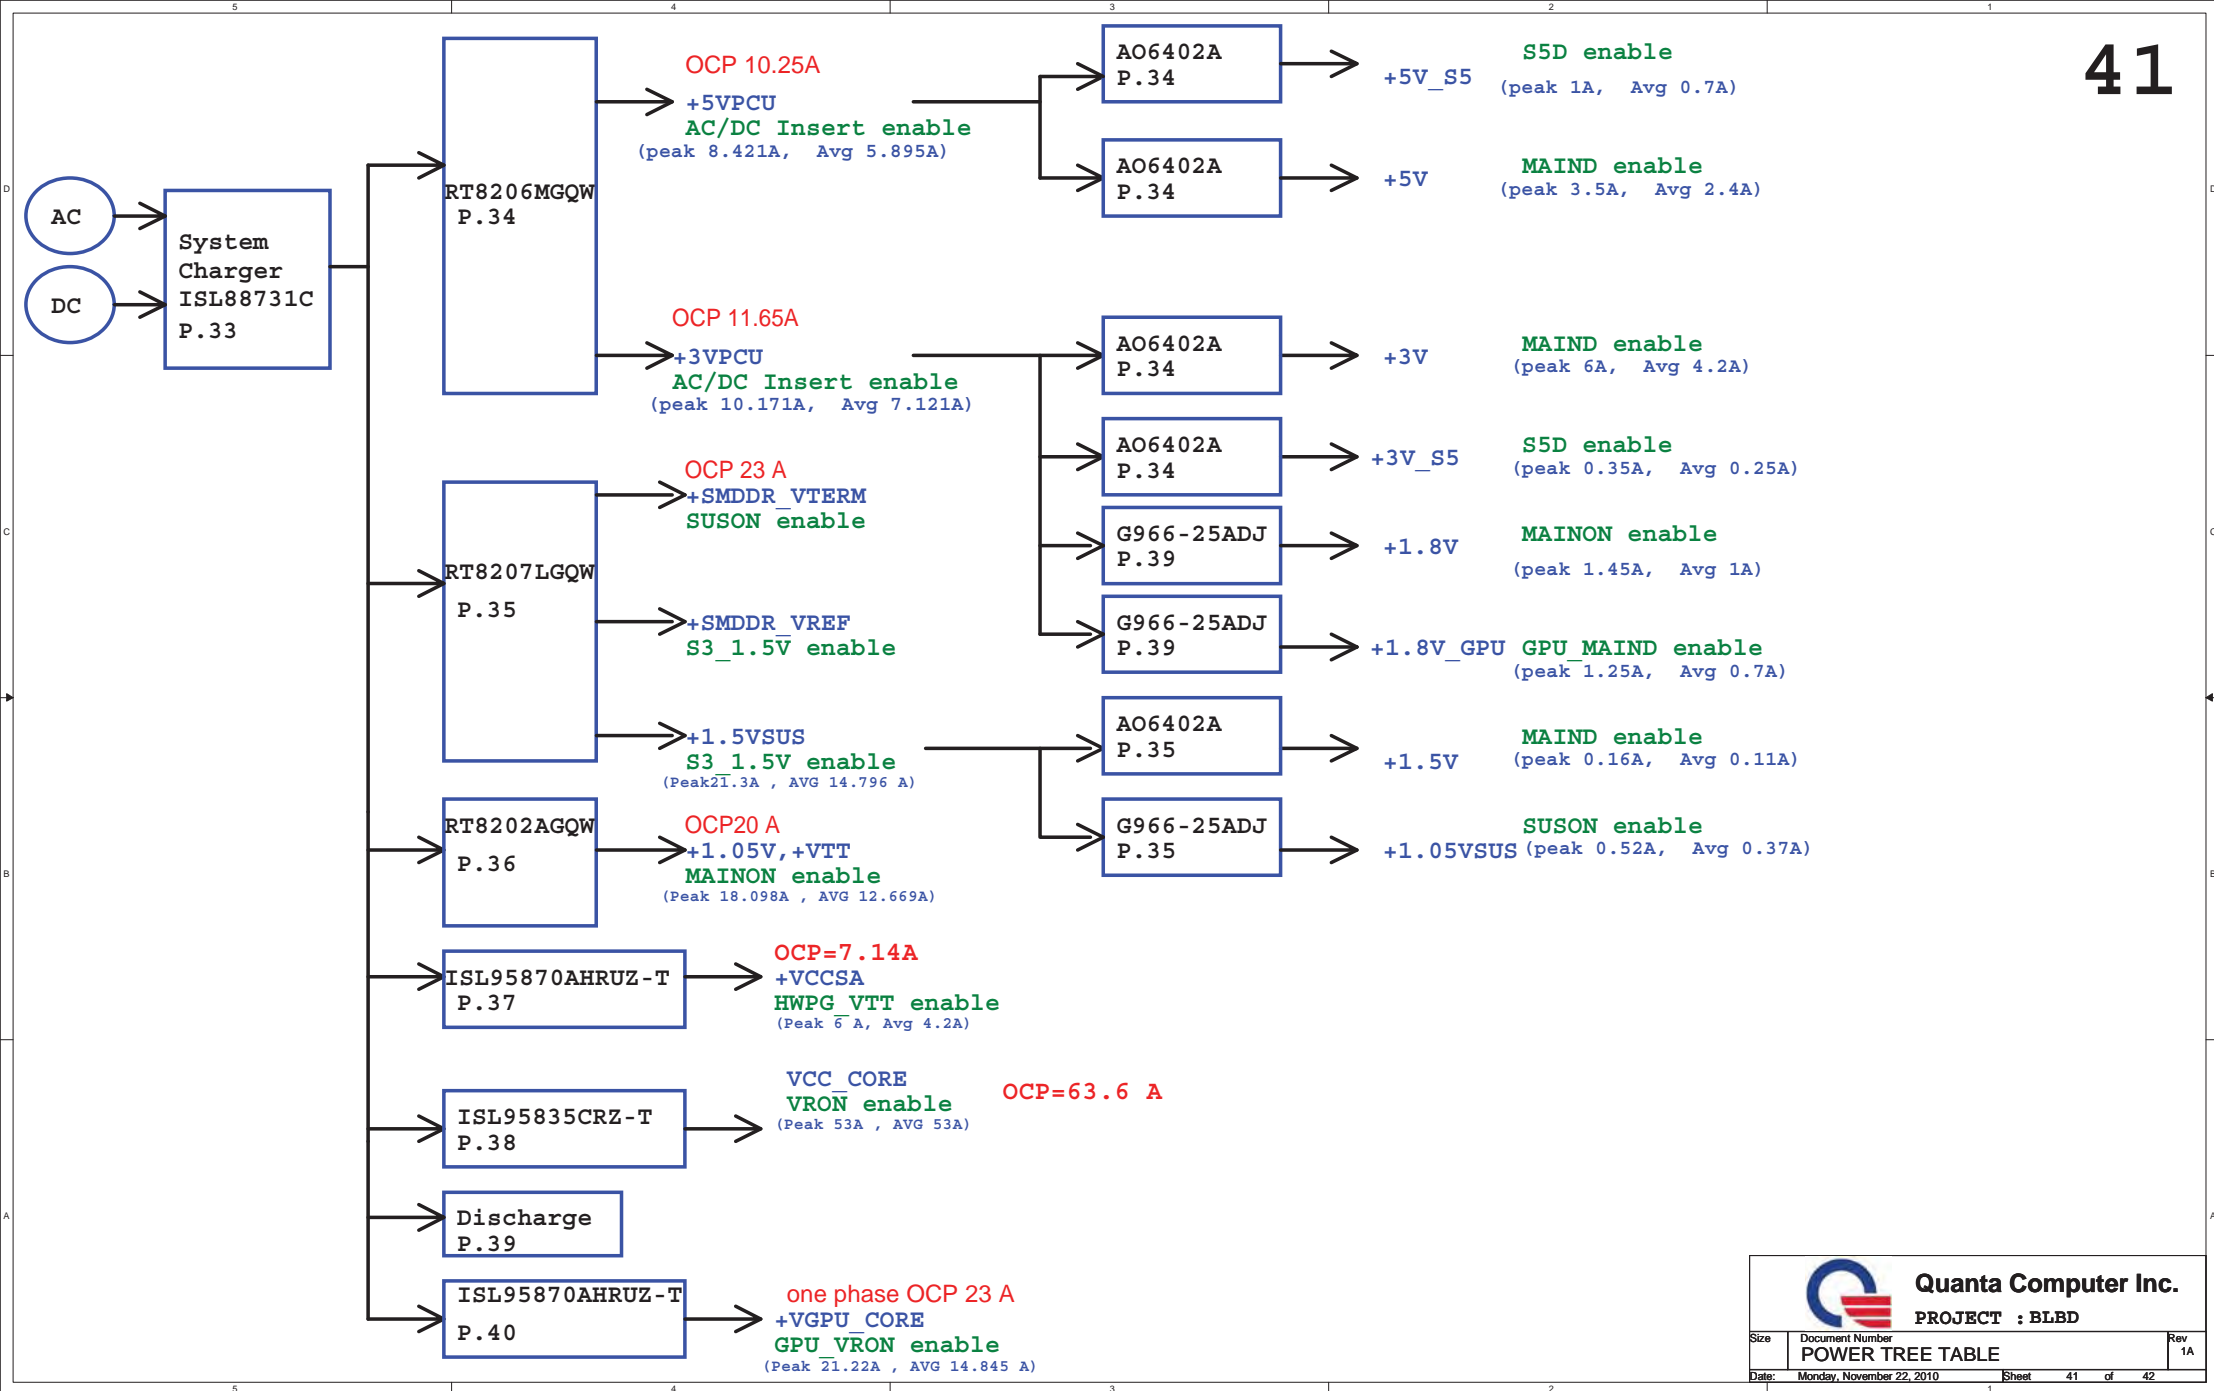 5 4 3 2 1
41
D
C
B
A
AC
DC
System
Charger
ISL88731C
P.33
RT8206MGQW
P.34
OCP 10.25A
+5VPCU
AC/DC Insert enable
(peak 8.421A, Avg 5.895A)
OCP 11.65A
+3VPCU
AC/DC Insert enable
(peak 10.171A, Avg 7.121A)
RT8207LGQW
P.35
OCP 23 A
+SMDDR_VTERM
SUSON enable
+SMDDR_VREF
S3_1.5V enable
+1.5VSUS
S3_1.5V enable
(Peak21.3A , AVG 14.796 A)
RT8202AGQW
P.36
OCP20 A
+1.05V,+VTT
MAINON enable
(Peak 18.098A , AVG 12.669A)
ISL95870AHRUZ-T
P.37
OCP=7.14A
+VCCSA
HWPG_VTT enable
(Peak 6 A, Avg 4.2A)
ISL95835CRZ-T
P.38
VCC_CORE
VRON enable
(Peak 53A , AVG 53A)
OCP=63.6 A
Discharge
P.39
ISL95870AHRUZ-T
P.40
one phase OCP 23 A
+VGPU_CORE
GPU_VRON enable
(Peak 21.22A , AVG 14.845 A)
AO6402A
P.34
+5V_S5
S5D enable
(peak 1A, Avg 0.7A)
AO6402A
P.34
+5V
MAIND enable
(peak 3.5A, Avg 2.4A)
AO6402A
P.34
+3V
MAIND enable
(peak 6A, Avg 4.2A)
AO6402A
P.34
+3V_S5
S5D enable
(peak 0.35A, Avg 0.25A)
G966-25ADJ
P.39
+1.8V
MAINON enable
(peak 1.45A, Avg 1A)
G966-25ADJ
P.39
+1.8V_GPU
GPU_MAIND enable
(peak 1.25A, Avg 0.7A)
AO6402A
P.35
+1.5V
MAIND enable
(peak 0.16A, Avg 0.11A)
G966-25ADJ
P.35
+1.05VSUS
SUSON enable
(peak 0.52A, Avg 0.37A)
D
C
B
A
Quanta Computer Inc.
PROJECT : BLBD
Size Document Number Rev
POWER TREE TABLE 1A
Date: Monday, November 22, 2010 Sheet 41 of 42
5 4 3 2 1